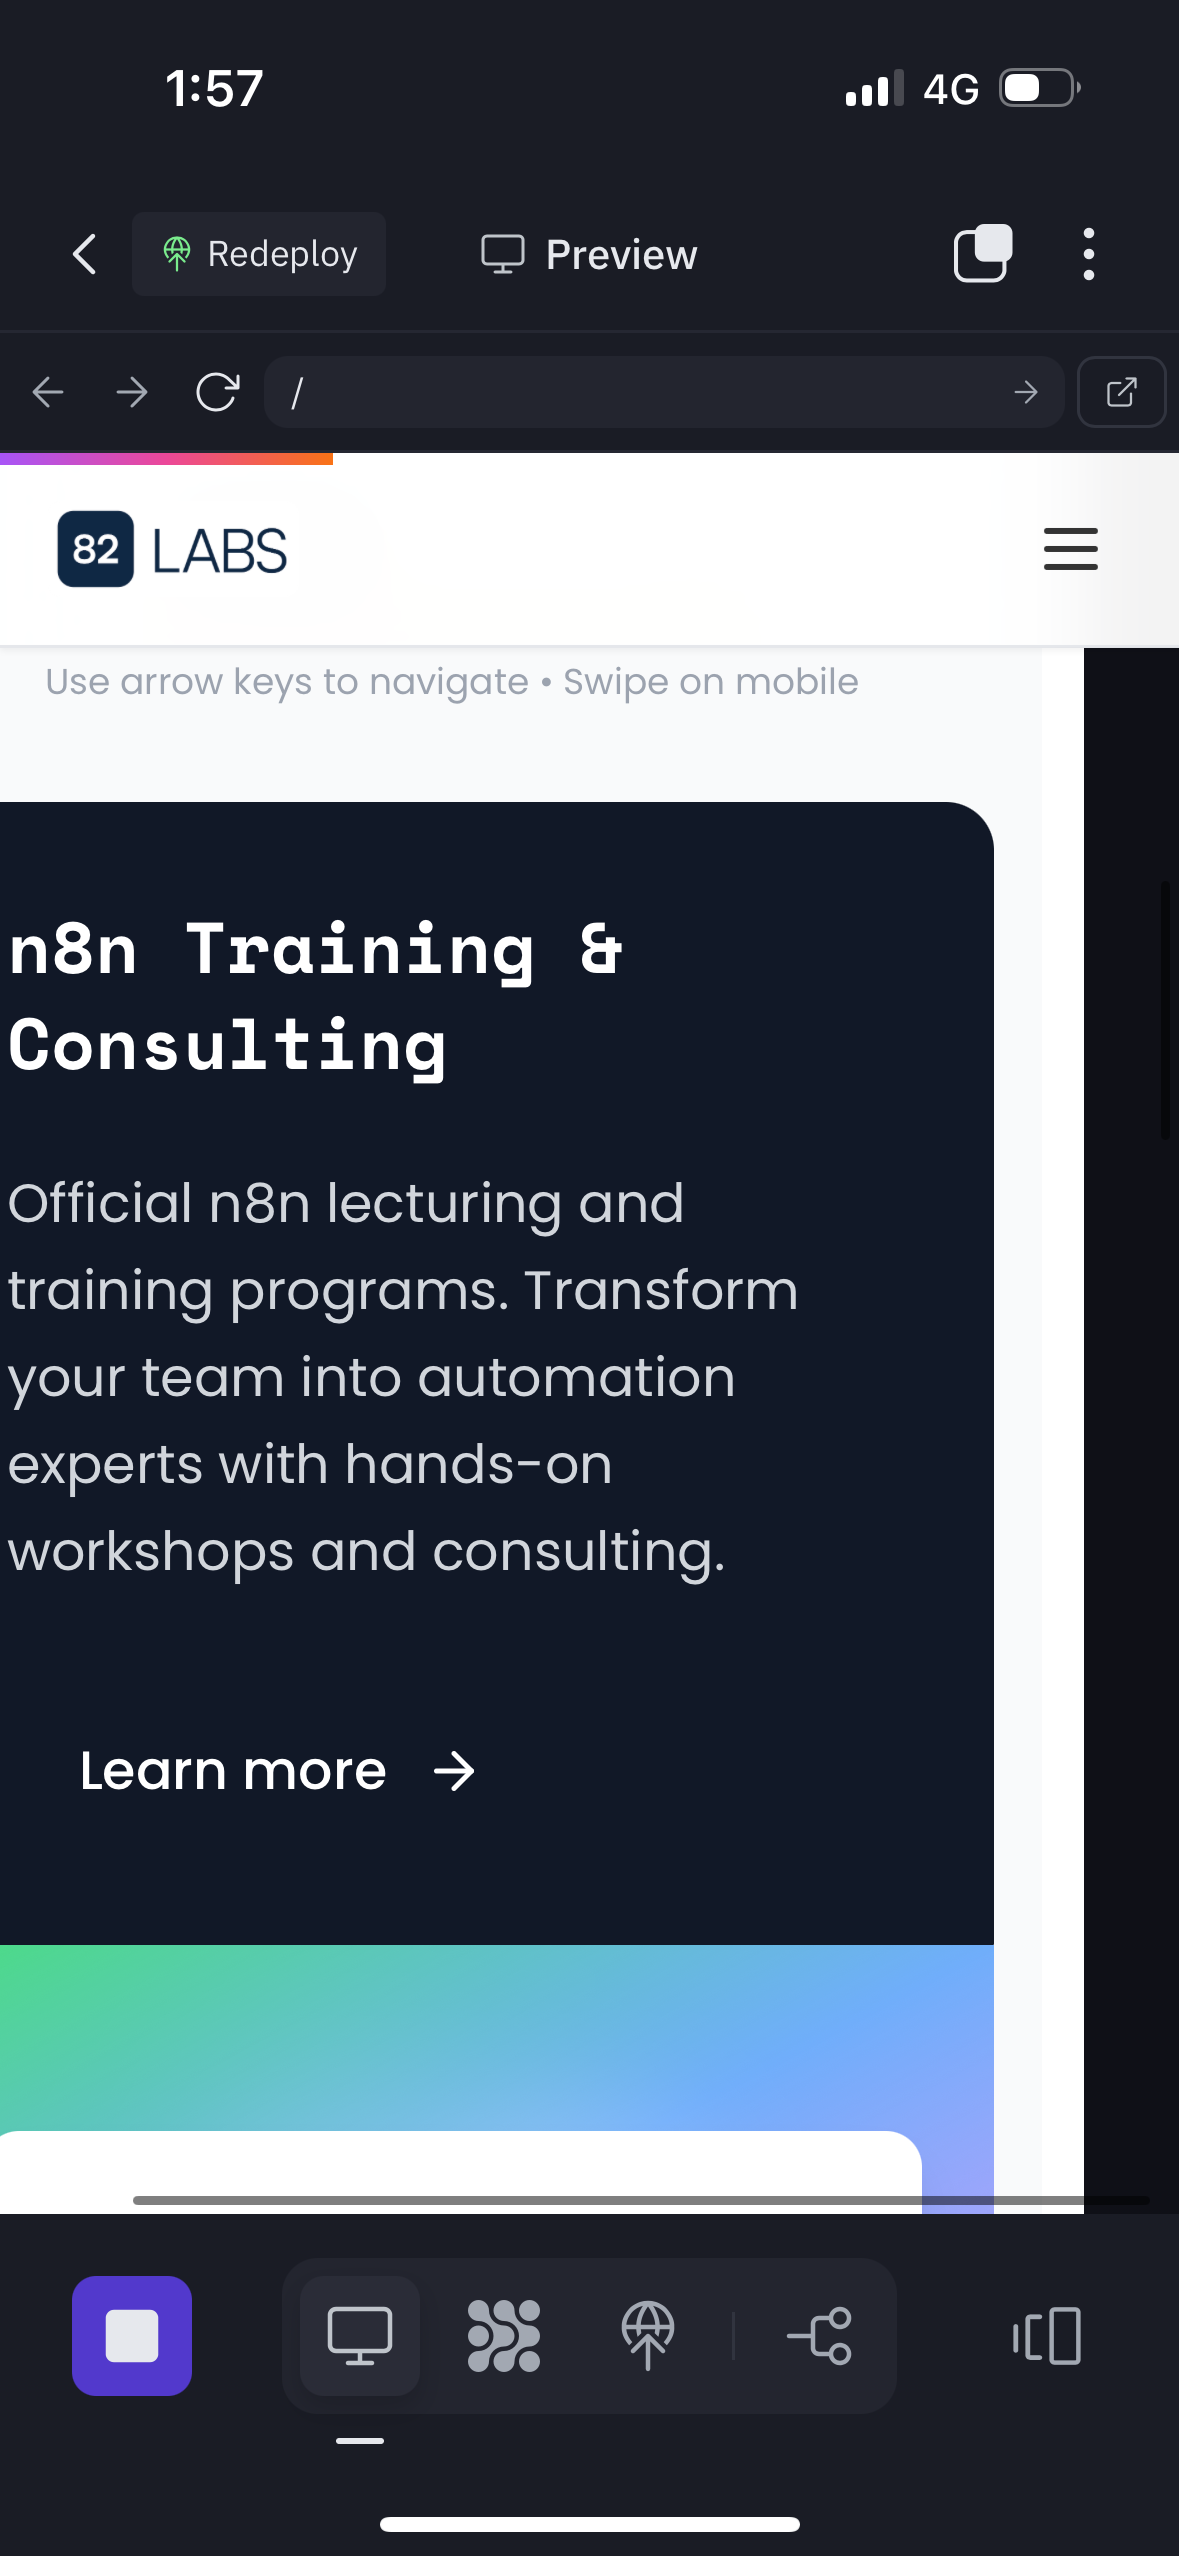 1:57
4G
Redeploy
Preview
/
82 LABS
Use arrow keys to navigate • Swipe on mobile
n8n Training &
Consulting
Official n8n lecturing and
training programs. Transform
your team into automation
experts with hands-on
workshops and consulting.
Learn more →